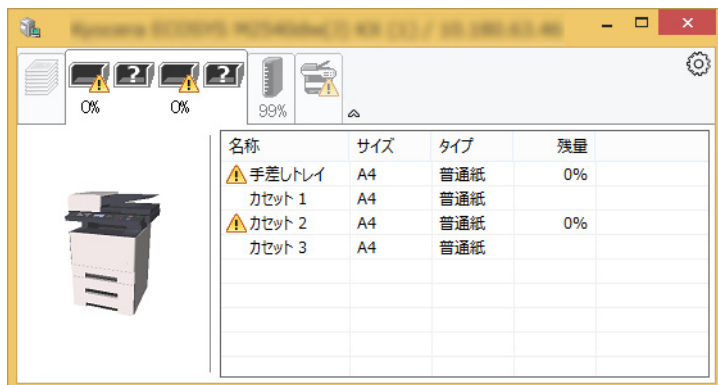 ? ?
0% 0% 99%
名称 サイズ タイプ 残量
手差しトレイ A4 普通紙 0%
カセット 1 A4 普通紙
カセット 2 A4 普通紙 0%
カセット 3 A4 普通紙